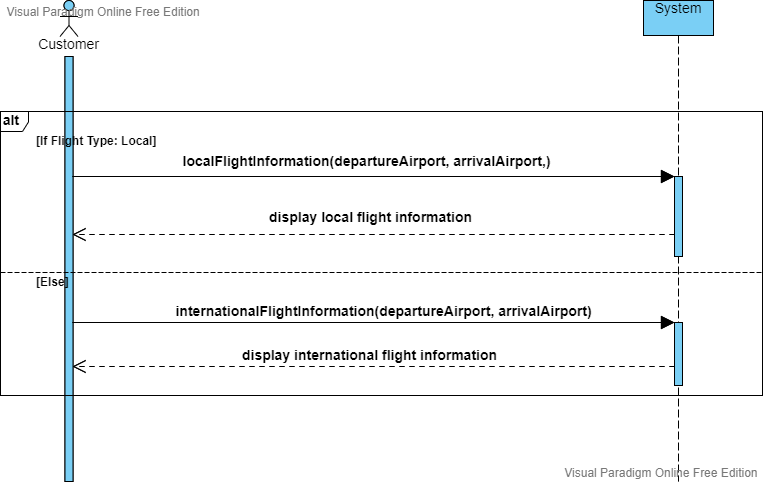 Visual Paradigm Online Free Edition
System
Customer
alt
[If Flight Type: Local]
localFlightInformation(departureAirport, arrivalAirport,)
display local flight information
[Else]
internationalFlightInformation(departureAirport, arrivalAirport)
display international flight information
Visual Paradigm Online Free Edition